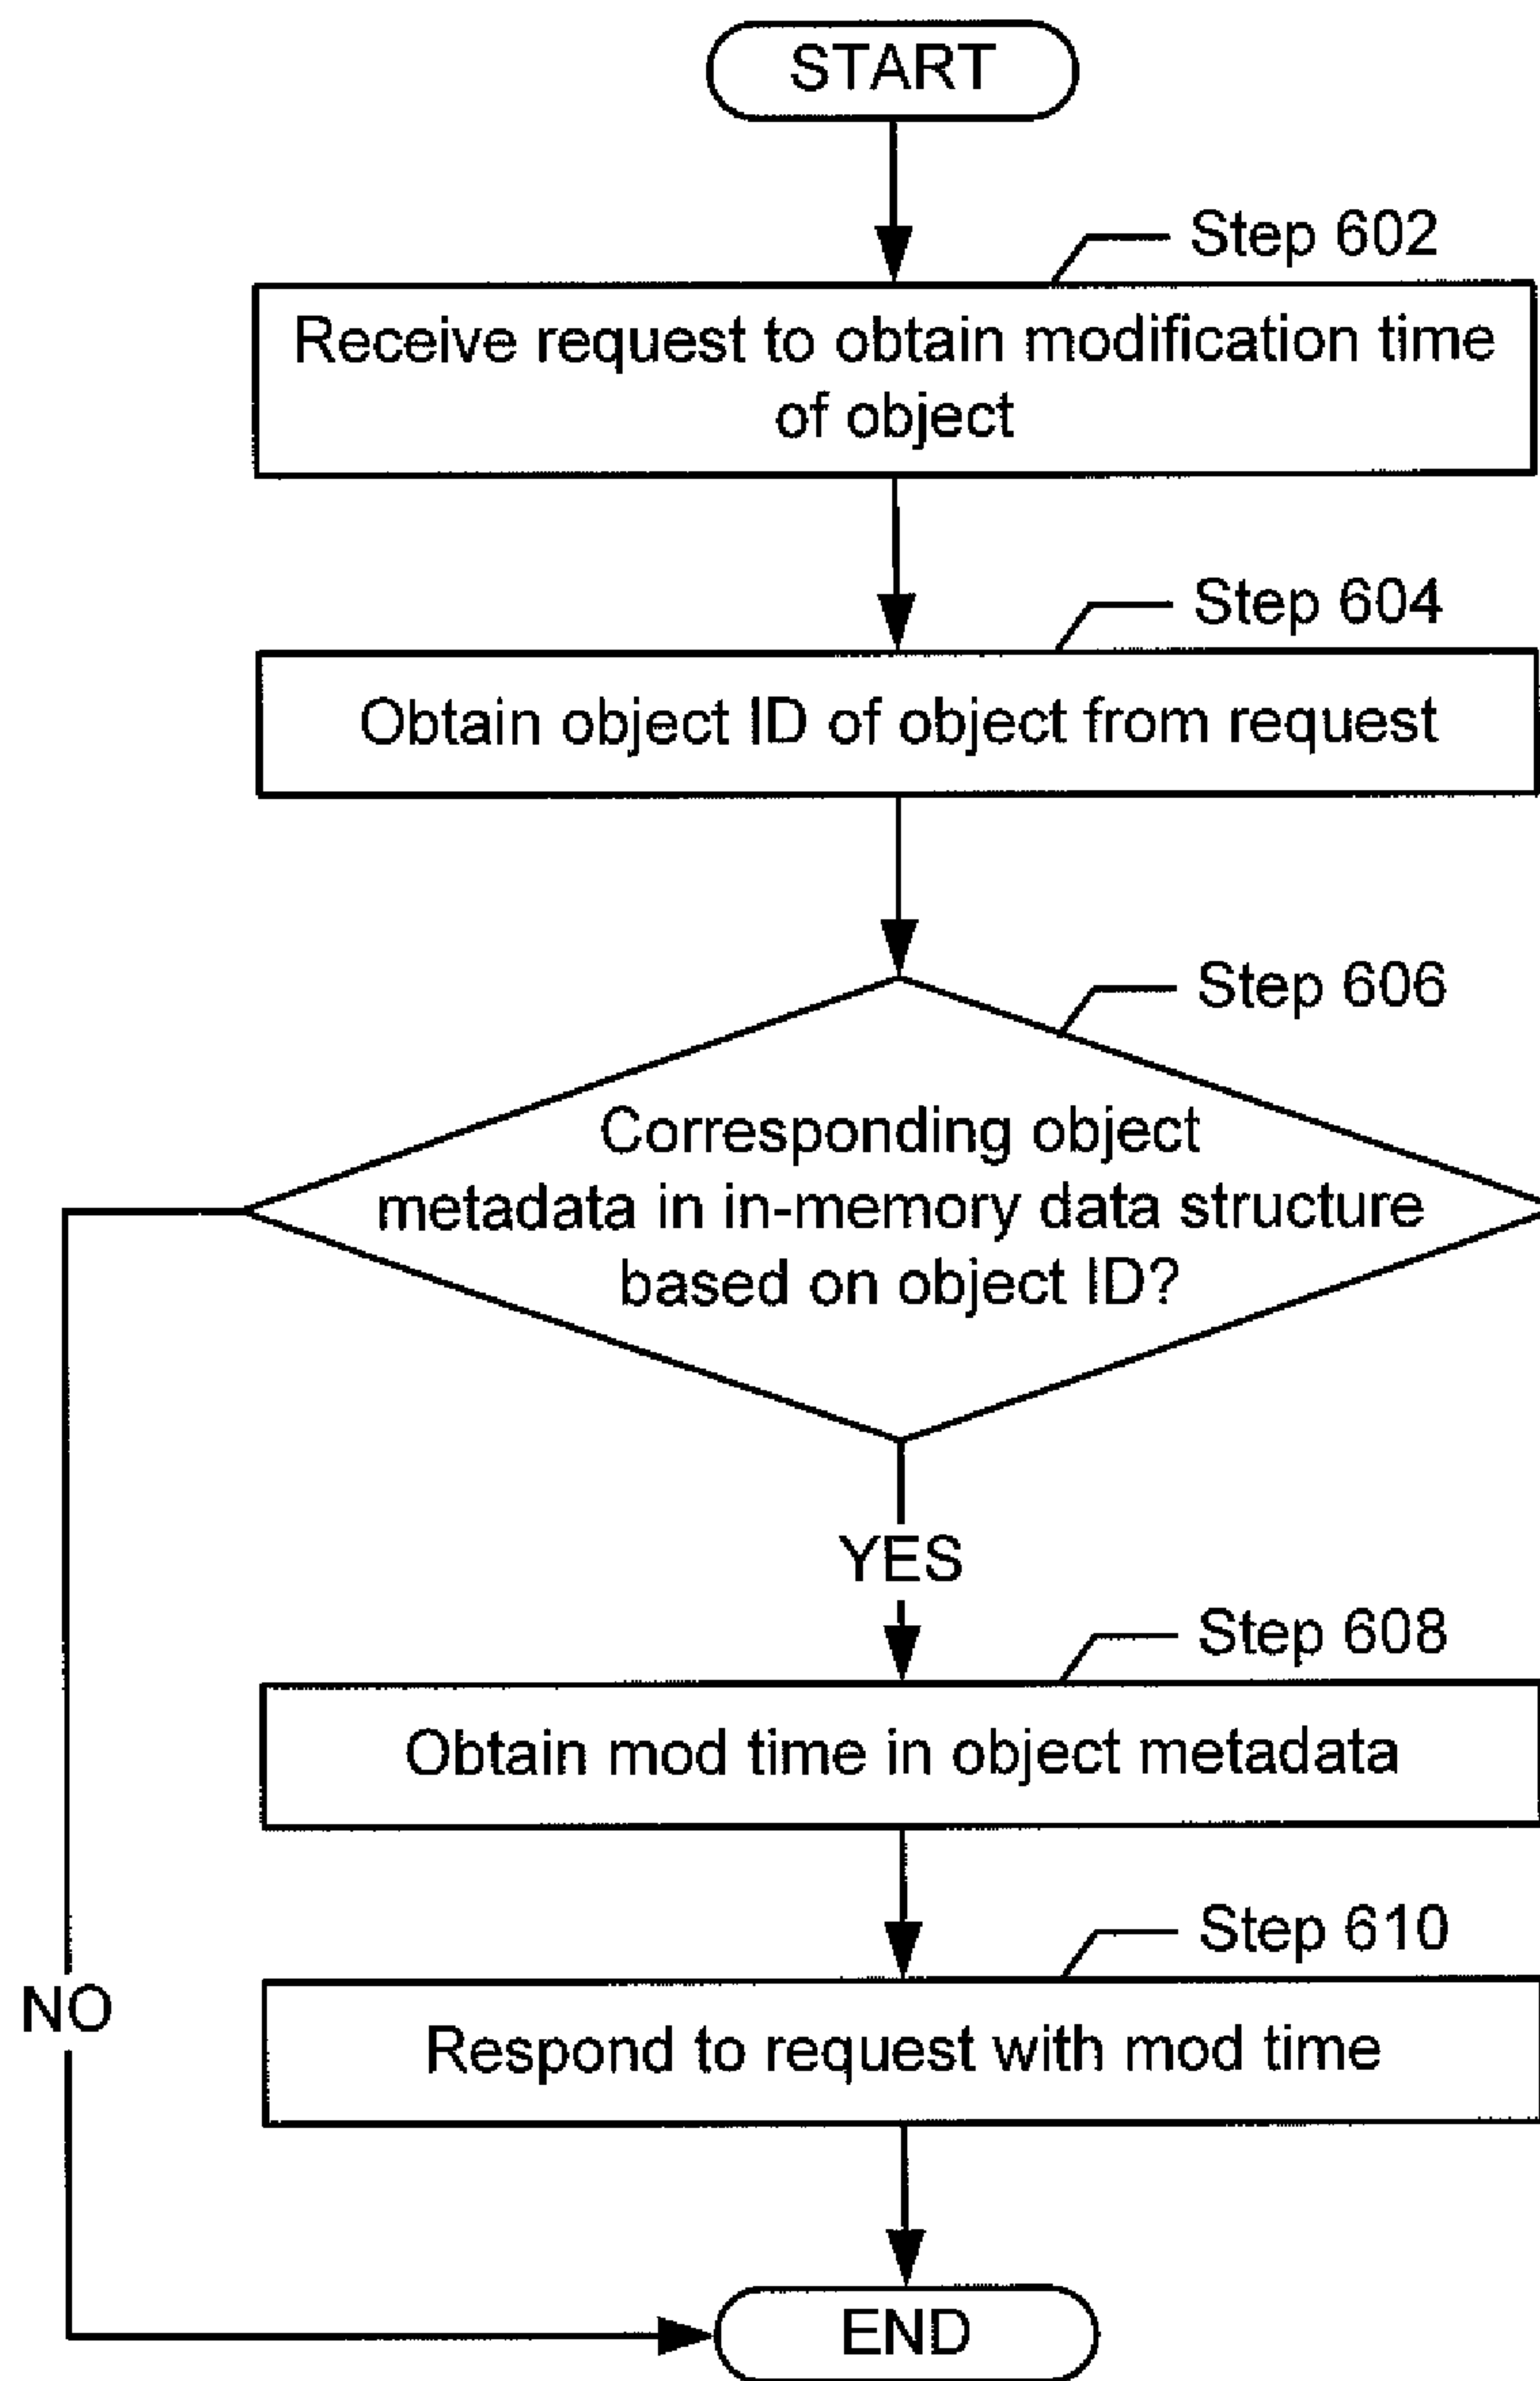 START
Step 602
Receive request to obtain modification time
of object
Step 604
Obtain object ID of object from request
Step 606
Corresponding object
metadata in in-memory data structure
based on object ID?
YES
Step 608
Obtain mod time in object metadata
Step 610
NO
Respond to request with mod time
END